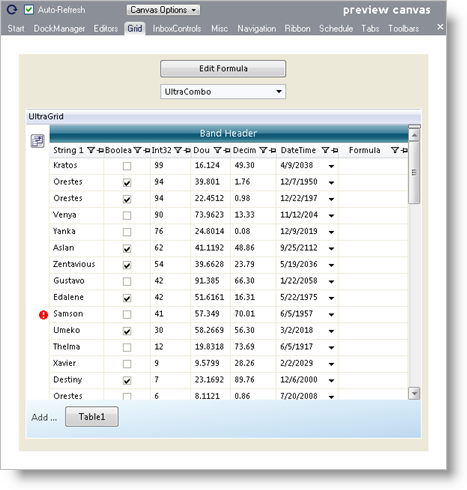 Auto-Refresh Canvas Options preview canvas
Start DockManager Editors Grid InboxControls Misc Navigation Ribbon Schedule Tabs Toolbars
Edit Formula
UltraCombo
UltraGrid
Band Header
String 1 Boolea Int32 Dou Decim DateTime Formula
Kratos 99 16.124 49.30 4/9/2038
Orestes 94 39.801 1.76 12/7/1950
Orestes 94 22.4512 0.98 12/22/197
Venya 90 73.9623 13.33 11/12/204
Yanka 76 24.8014 0.08 12/9/2019
Aslan 62 41.1192 48.86 9/25/2112
Zentavious 54 39.6628 23.79 5/19/2036
Gustavo 42 91.385 66.30 1/22/2058
Edalene 42 51.6161 16.31 5/22/1975
Samson 41 57.349 70.01 6/5/1957
Umeko 30 58.2669 56.30 3/2/2018
Thelma 12 19.8318 73.69 6/5/1917
Xavier 9 9.5799 28.26 2/2/2029
Destiny 7 23.1692 89.76 12/6/2000
Orestes 6 8.1121 0.86 7/20/2008
Add ... Table1